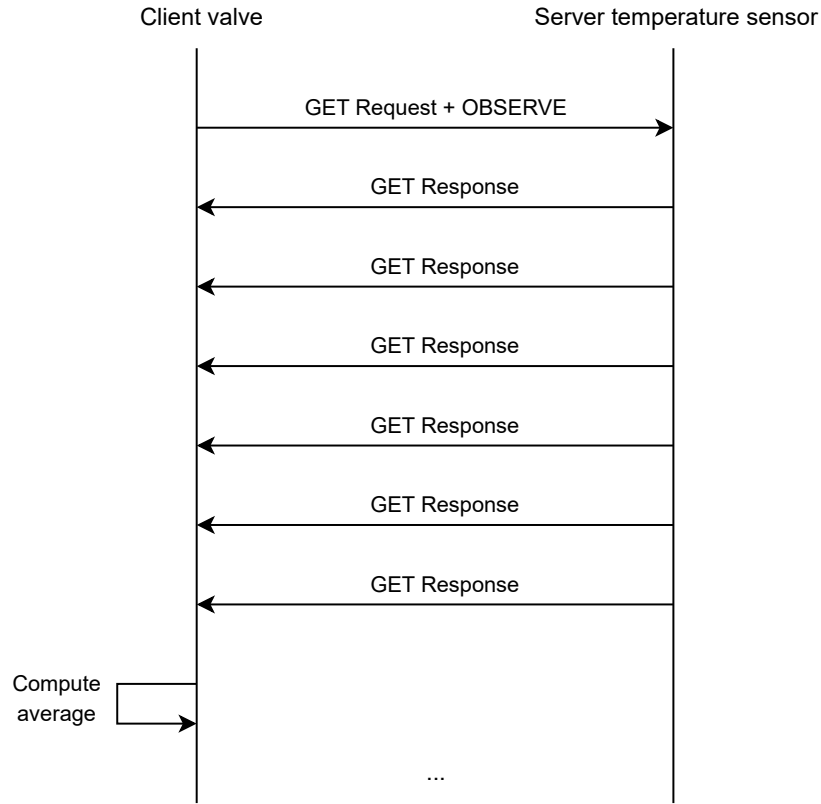 Client valve
Server temperature sensor
GET Request + OBSERVE
GET Response
GET Response
GET Response
GET Response
GET Response
GET Response
Compute
average
...